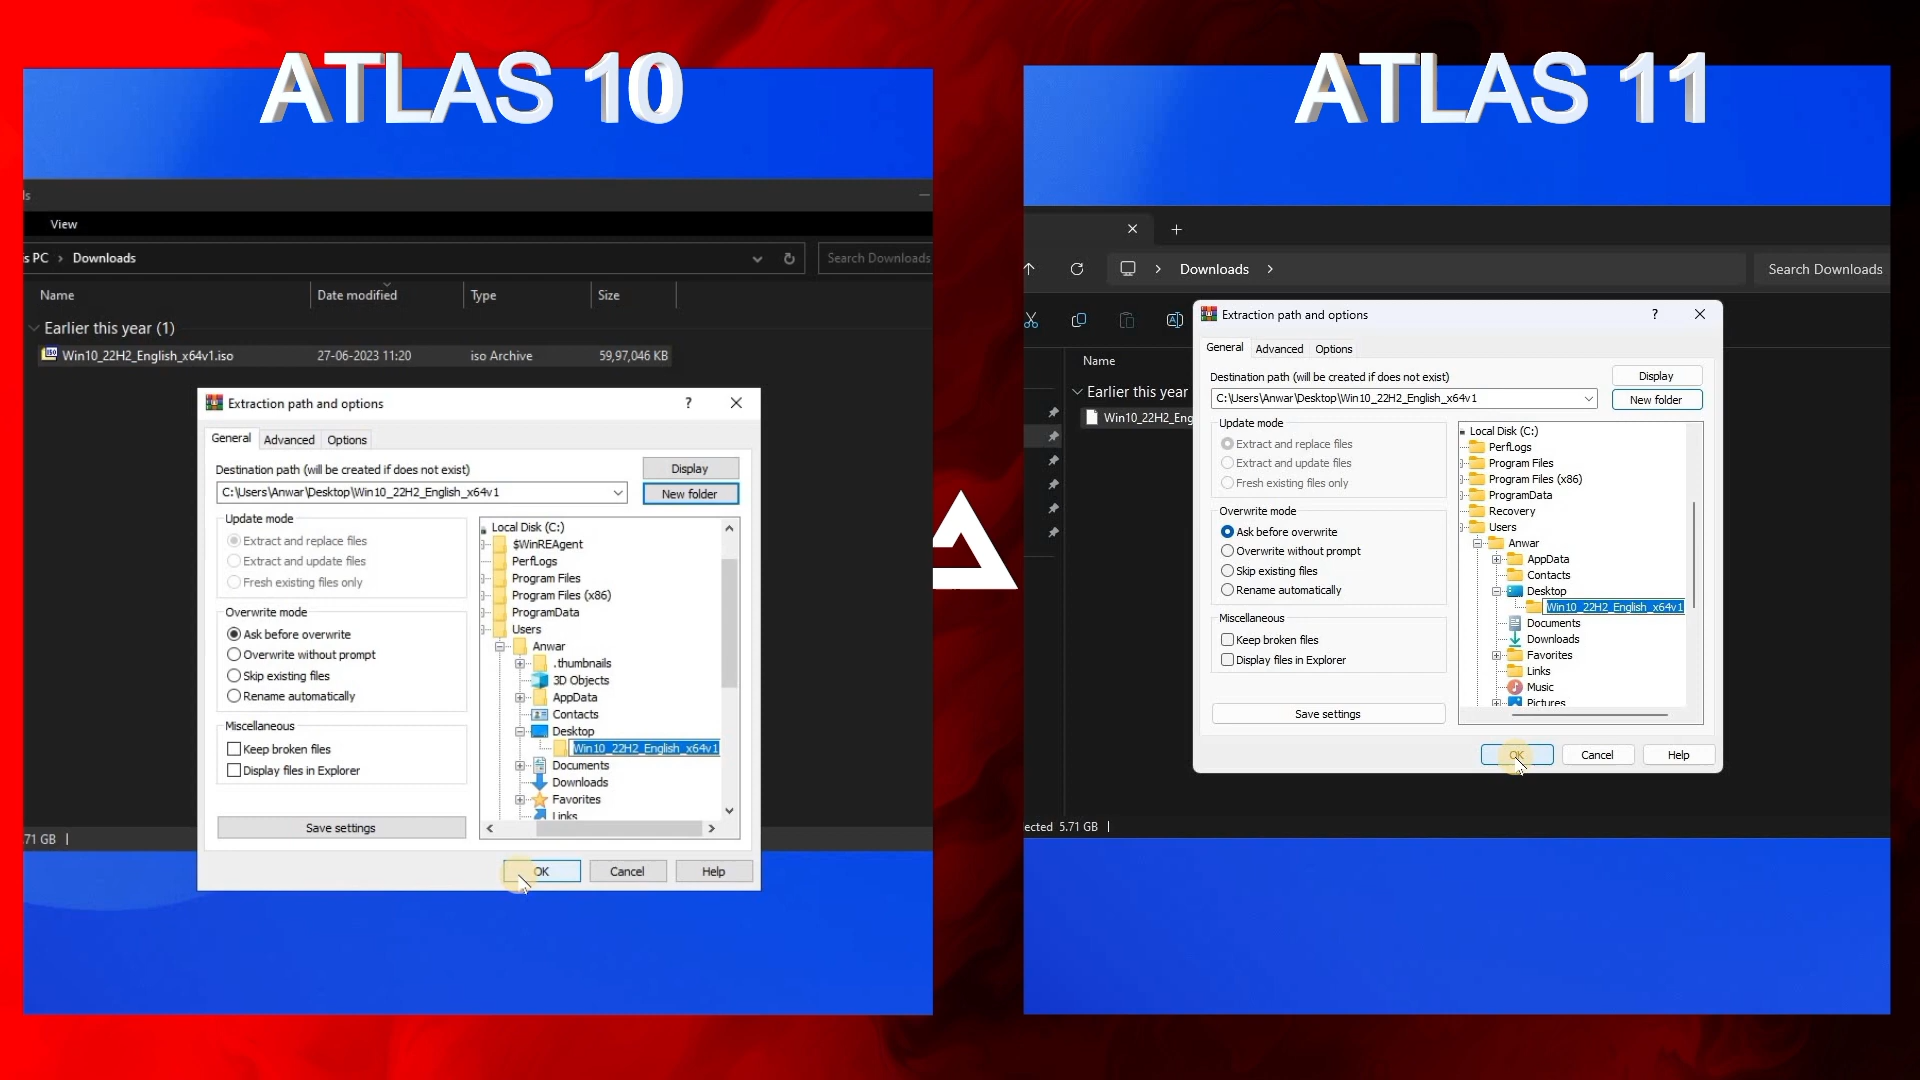 ATLAS 10
View
PC > Downloads
Search Downloads
Name
Date modified
Type
Size
Earlier this year (1)
Win10_22H2_English_x64v1.iso
27-06-2023 11:20
iso Archive
59,97,046 KB
Extraction path and options
?
General
Advanced
Options
Destination path (will be created if does not exist)
Display
C:\Users\Anwar\Desktop\Win10_22H2_English_x64v1
New folder
Update mode
Extract and replace files
Extract and update files
Fresh existing files only
Overwrite mode
Ask before overwrite
Overwrite without prompt
Skip existing files
Rename automatically
Miscellaneous
Keep broken files
Display files in Explorer
Save settings
Local Disk (C:)
$WinREAgent
PerfLogs
Program Files
Program Files (x86)
ProgramData
Users
Anwar
.thumbnails
3D Objects
AppData
Contacts
Desktop
Win10_22H2_English_x64v1
Documents
Downloads
Favorites
Links
OK
Cancel
Help
71 GB
ATLAS 11
Downloads
Search Downloads
Name
Earlier this year
Win10_22H2_Eng
Extraction path and options
?
General
Advanced
Options
Destination path (will be created if does not exist)
Display
C:\Users\Anwar\Desktop\Win10_22H2_English_x64v1
New folder
Update mode
Extract and replace files
Extract and update files
Fresh existing files only
Overwrite mode
Ask before overwrite
Overwrite without prompt
Skip existing files
Rename automatically
Miscellaneous
Keep broken files
Display files in Explorer
Save settings
Local Disk (C:)
PerfLogs
Program Files
Program Files (x86)
ProgramData
Recovery
Users
Anwar
AppData
Contacts
Desktop
Win10_22H2_English_x64v1
Documents
Downloads
Favorites
Links
Music
Pictures
OK
Cancel
Help
ected 5.71 GB